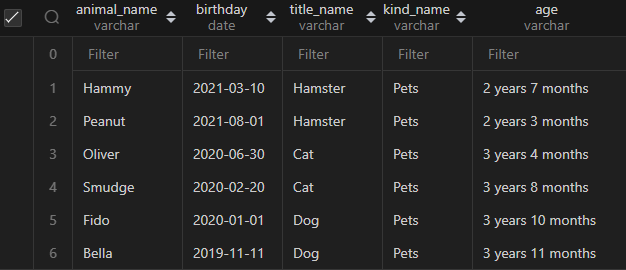 animal_name birthday title_name kind_name age
varchar date varchar varchar varchar
0 Filter Filter Filter Filter Filter
1 Hammy 2021-03-10 Hamster Pets 2 years 7 months
2 Peanut 2021-08-01 Hamster Pets 2 years 3 months
3 Oliver 2020-06-30 Cat Pets 3 years 4 months
4 Smudge 2020-02-20 Cat Pets 3 years 8 months
5 Fido 2020-01-01 Dog Pets 3 years 10 months
6 Bella 2019-11-11 Dog Pets 3 years 11 months